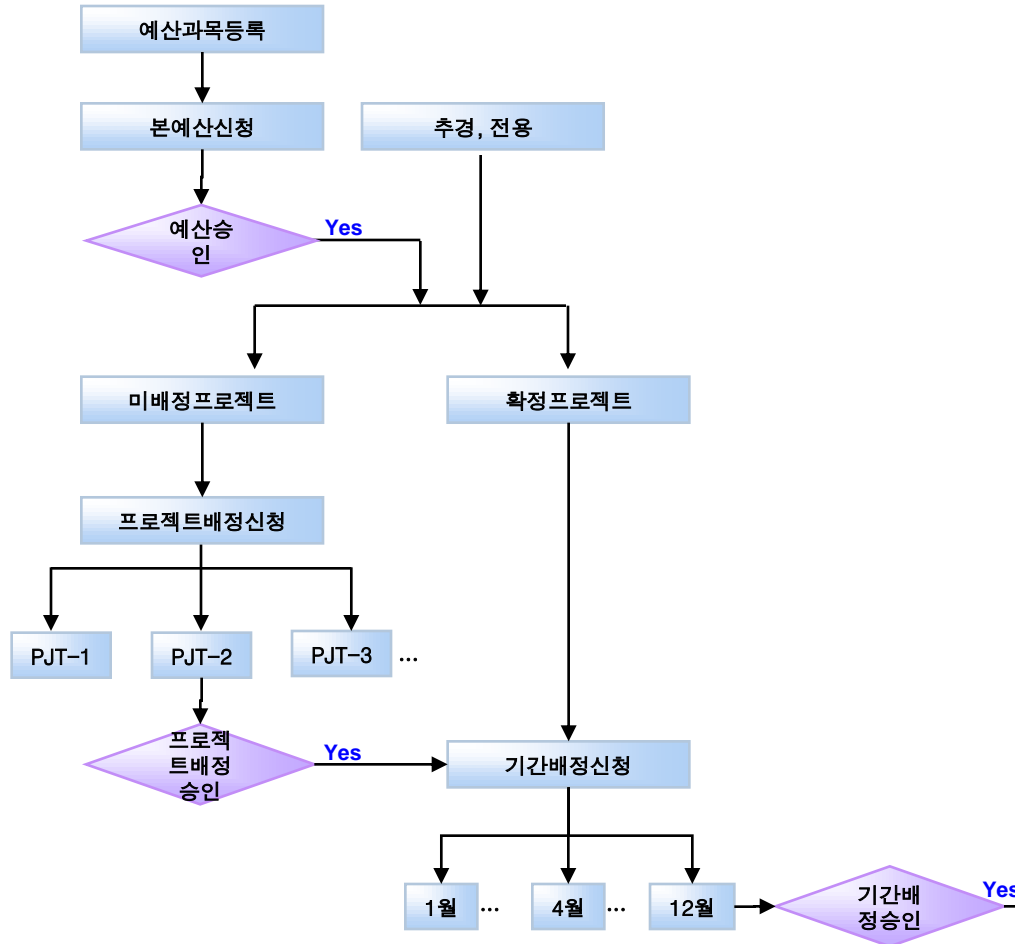 예산과목등록
본예산신청
추경, 전용
예산승
인
Yes
미배정프로젝트
확정프로젝트
프로젝트배정신청
PJT-1
PJT-2
PJT-3
...
프로젝
트배정
승인
Yes
기간배정신청
1월
...
4월
...
12월
기간배
정승인
Yes